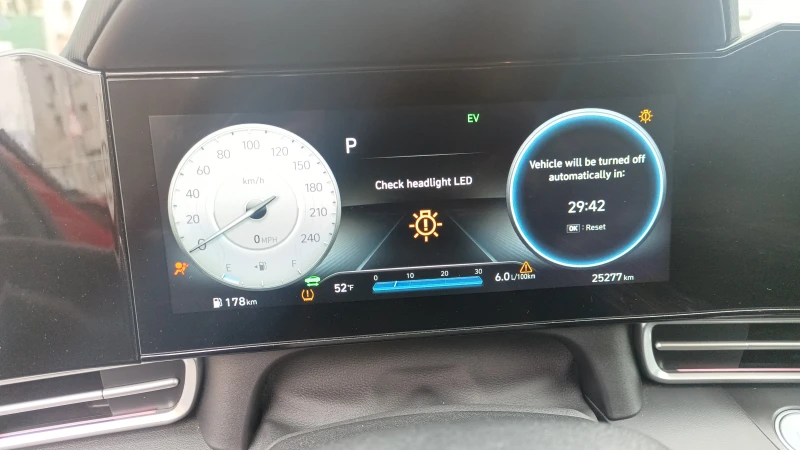 EV
P
Check headlight LED
Vehicle will be turned off
automatically in:
29:42
OK : Reset
0 20 40 60 80 100 120 150 180 210 240
km/h
0 MPH
E F
178 km
52 °F
0 10 20 30
6.0 L/100km
25277 km